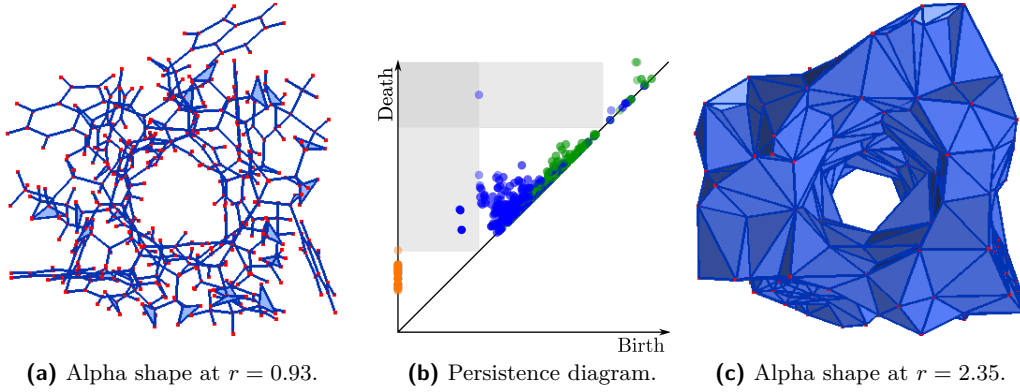 Death
Birth
(a) Alpha shape at r = 0.93.
(b) Persistence diagram.
(c) Alpha shape at r = 2.35.